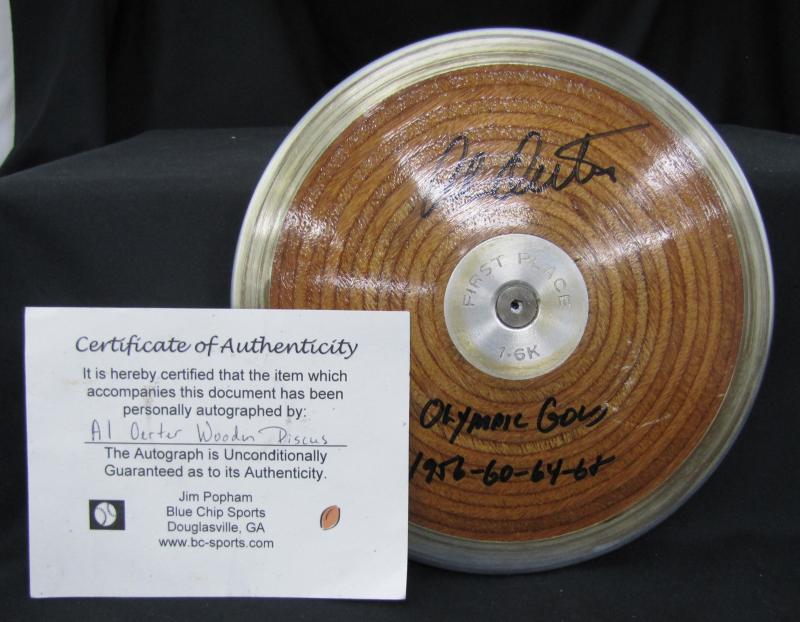 Al Oerter
FIRST PLACE
1.6K
OLYMPIC GOLD
1956-60-64-68
Certificate of Authenticity
It is hereby certified that the item which
accompanies this document has been
personally autographed by:
Al Oerter Wooden Discus
The Autograph is Unconditionally
Guaranteed as to its Authenticity.
Jim Popham
Blue Chip Sports
Douglasville, GA
www.bc-sports.com